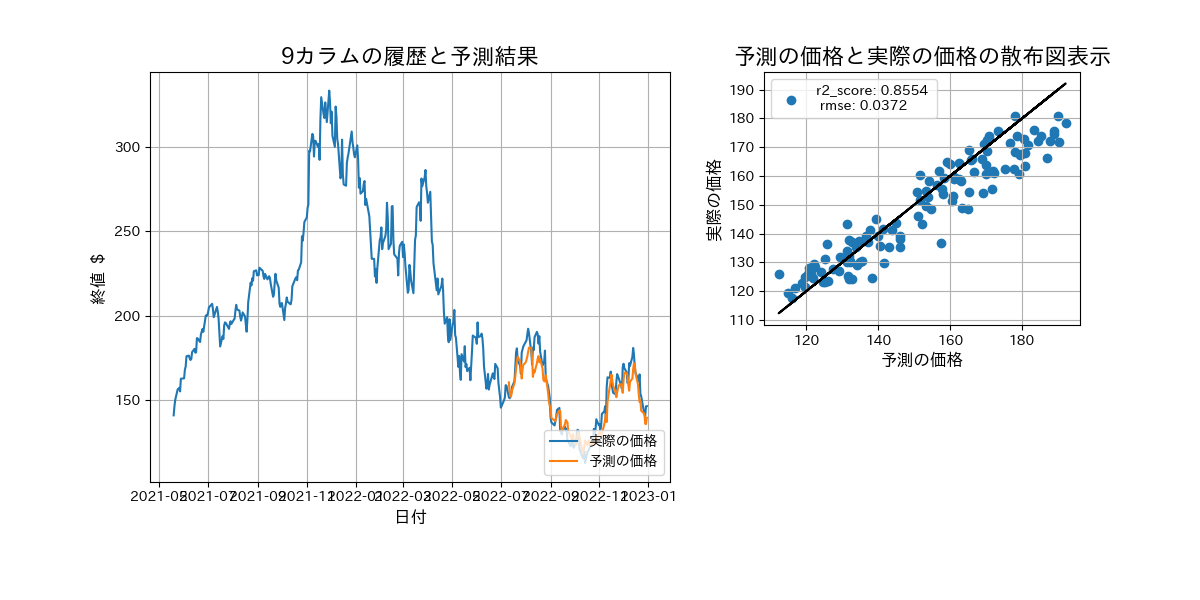 9カラムの履歴と予測結果
終値 $
300
250
200
150
2021-05
2021-07
2021-09
2021-11
2022-01
2022-03
2022-05
2022-07
2022-09
2022-11
2023-01
日付
実際の価格
予測の価格
予測の価格と実際の価格の散布図表示
r2_score: 0.8554
rmse: 0.0372
実際の価格
190
180
170
160
150
140
130
120
110
120
140
160
180
予測の価格